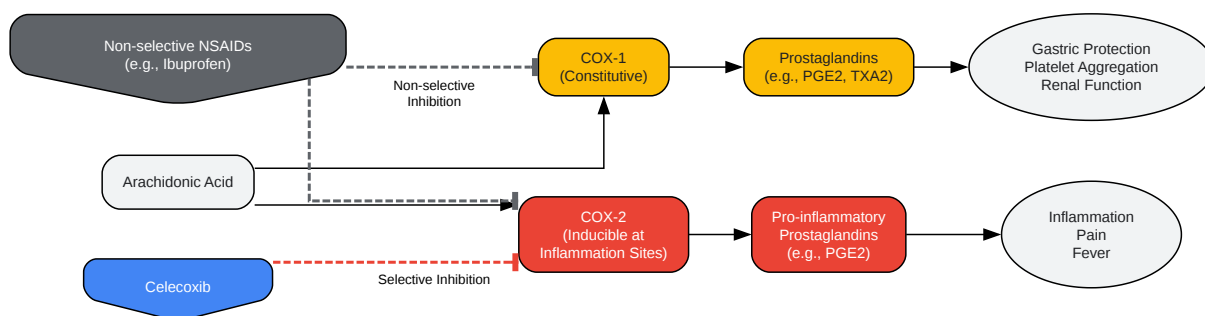 Non-selective NSAIDs
(e.g., Ibuprofen)
Non-selective
Inhibition
COX-1
(Constitutive)
Prostaglandins
(e.g., PGE2, TXA2)
Gastric Protection
Platelet Aggregation
Renal Function
Arachidonic Acid
COX-2
(Inducible at
Inflammation Sites)
Pro-inflammatory
Prostaglandins
(e.g., PGE2)
Inflammation
Pain
Fever
Celecoxib
Selective Inhibition